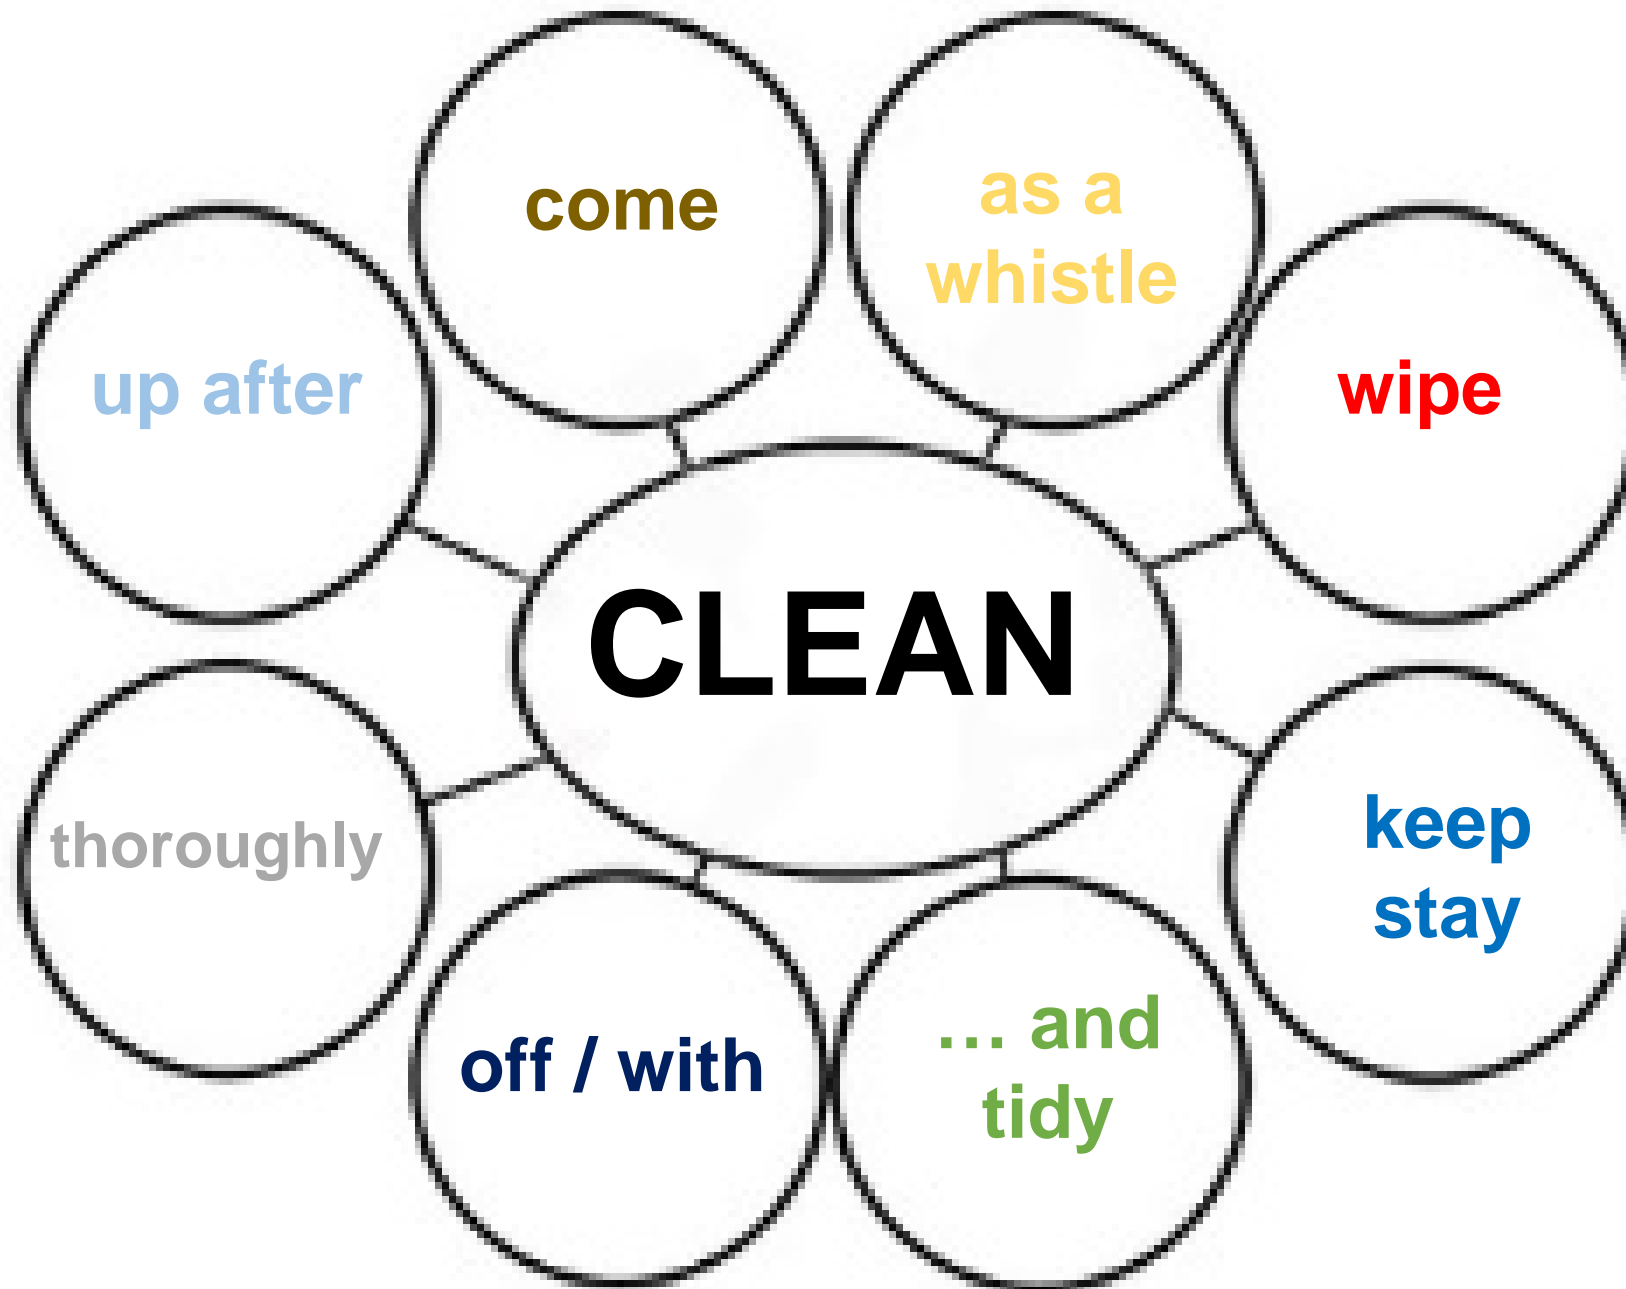 come
as a
whistle
up after
wipe
CLEAN
thoroughly
keep
stay
off / with
... and
tidy